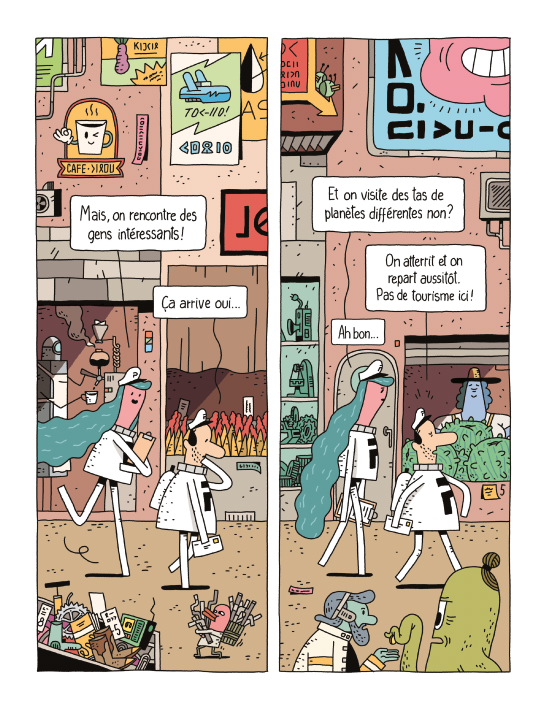 Mais, on rencontre des
gens intéressants !
Ça arrive oui...
CAFE
F
Et on visite des tas de
planètes différentes non ?
On atterrit et on
repart aussitôt.
Pas de tourisme ici !
Ah bon...
F
F